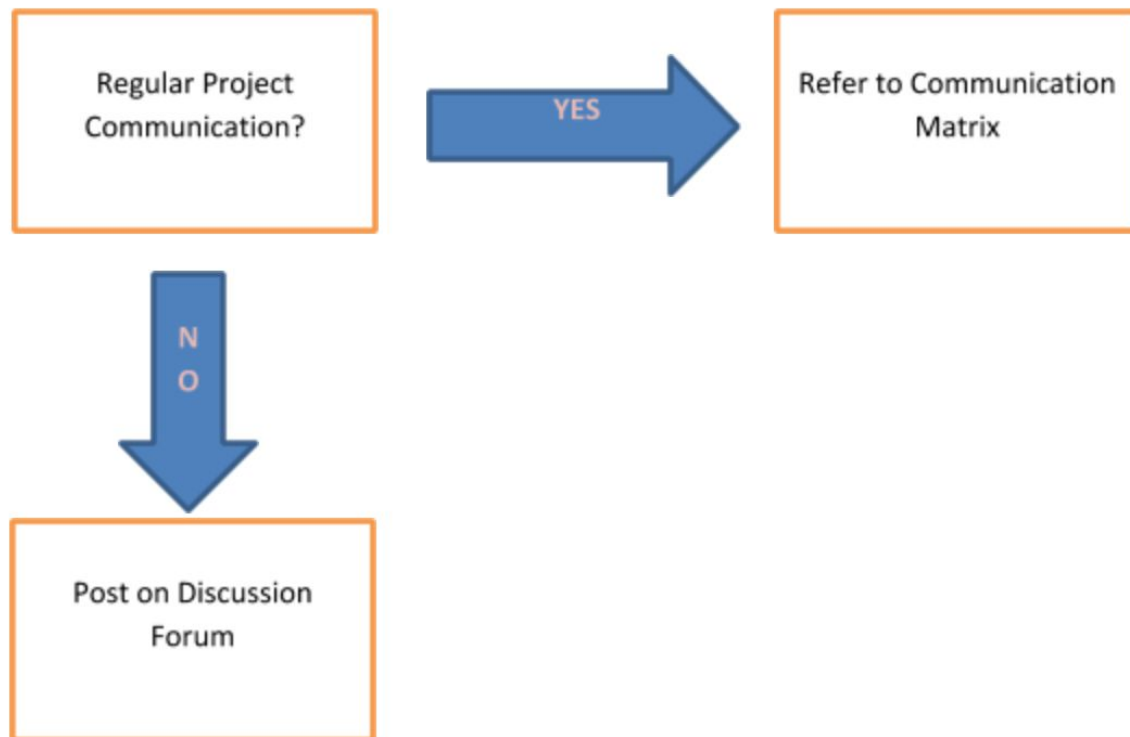 Regular Project
Communication?
YES
Refer to Communication
Matrix
N
O
Post on Discussion
Forum